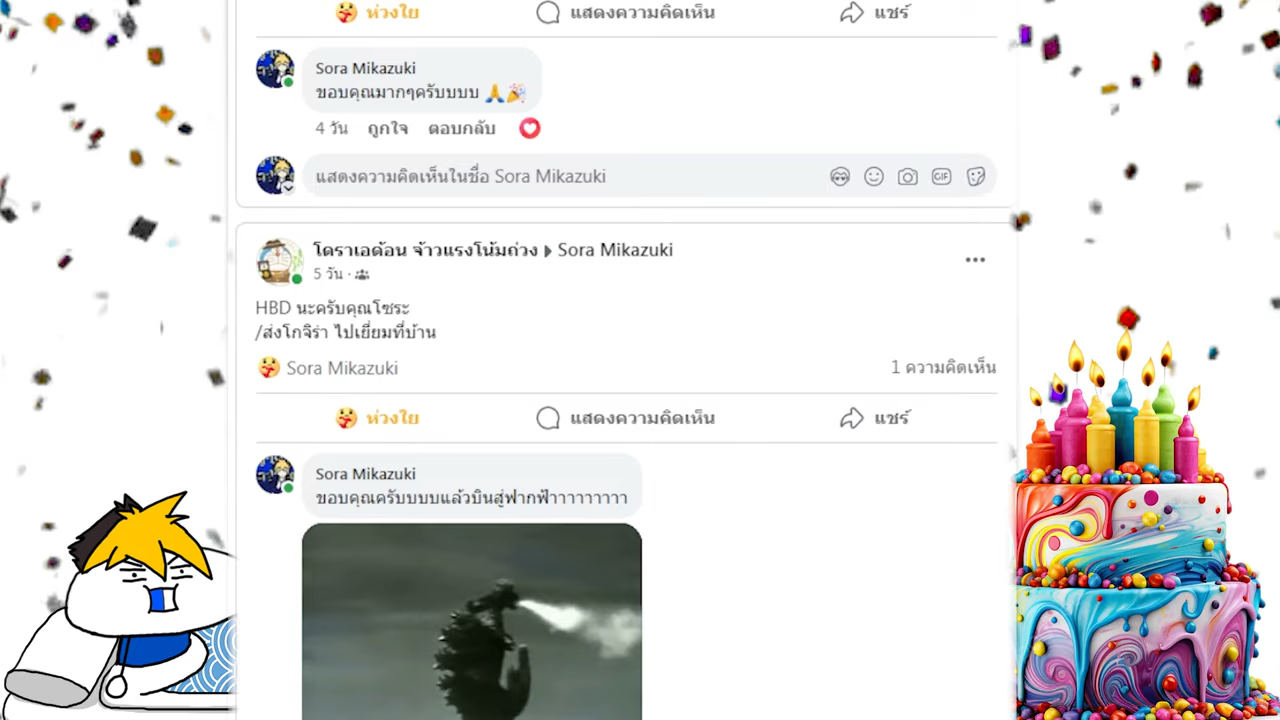 ห่วงใย แสดงความคิดเห็น แชร์
Sora Mikazuki
ขอบคุณมากๆครับบบบ 🙏🎉
4 วัน ถูกใจ ตอบกลับ
แสดงความคิดเห็นในชื่อ Sora Mikazuki
GIF
โดราเอต้อน จ้าวแรงโน้มถ่วง ▶ Sora Mikazuki
5 วัน ·
HBD นะครับคุณโซระ
/ส่งโกจิร่า ไปเยี่ยมที่บ้าน
Sora Mikazuki 1 ความคิดเห็น
ห่วงใย แสดงความคิดเห็น แชร์
Sora Mikazuki
ขอบคุณครับบบบแล้วบินสู่ฟากฟ้าาาาาาาาา